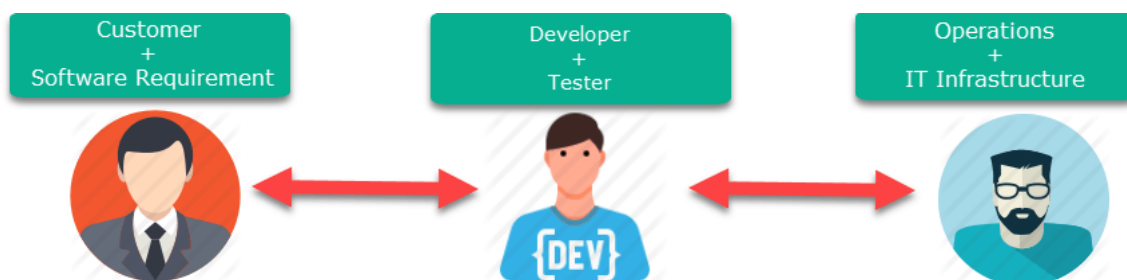 Customer
+
Software Requirement
Developer
+
Tester
Operations
+
IT Infrastructure
{DEV}